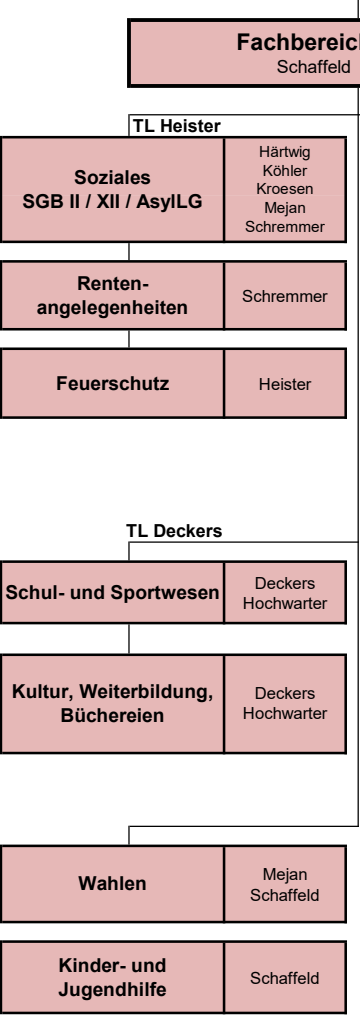 Fachbereich
Schaffeld
TL Heister
Soziales
SGB II / XII / AsylLG
Härtwig
Köhler
Kroesen
Mejan
Schremmer
Renten-
angelegenheiten
Schremmer
Feuerschutz
Heister
TL Deckers
Schul- und Sportwesen
Deckers
Hochwarter
Kultur, Weiterbildung,
Büchereien
Deckers
Hochwarter
Wahlen
Mejan
Schaffeld
Kinder- und
Jugendhilfe
Schaffeld